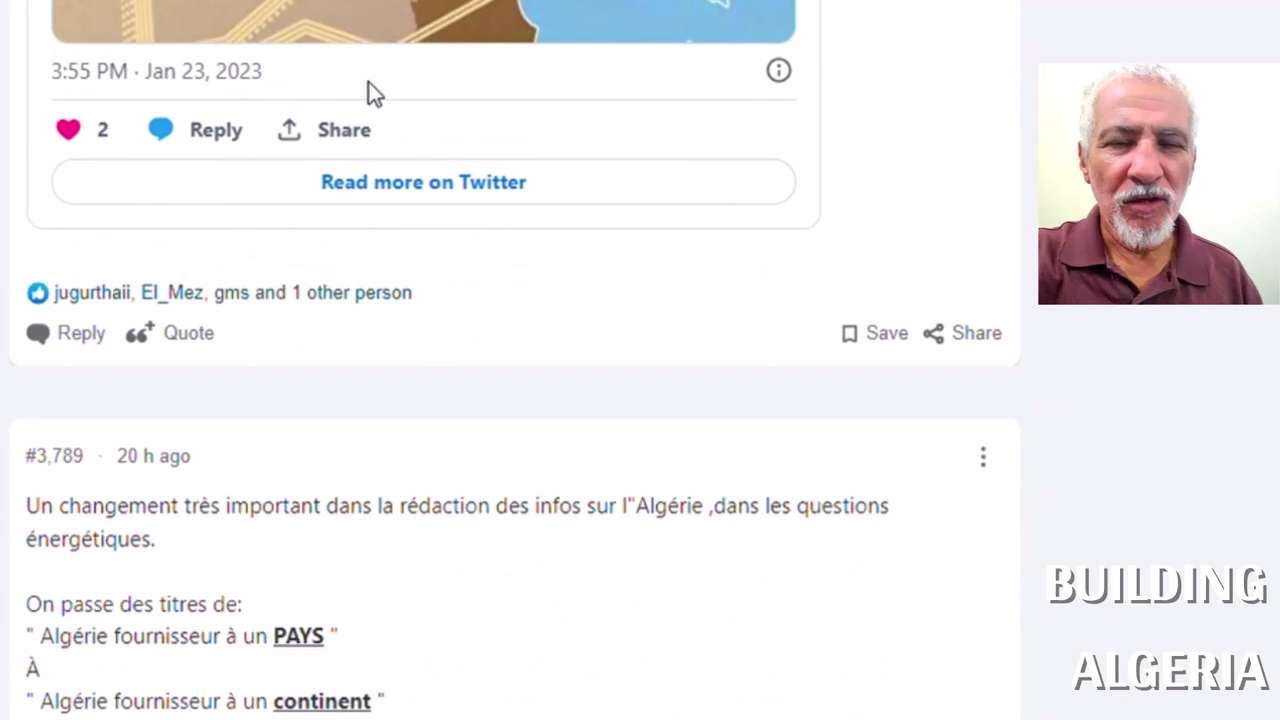 3:55 PM · Jan 23, 2023
2 Reply Share
Read more on Twitter
jugurthaii, El_Mez, gms and 1 other person
Reply Quote Save Share
#3,789 · 20 h ago
Un changement très important dans la rédaction des infos sur l"Algérie ,dans les questions
énergétiques.
On passe des titres de:
" Algérie fournisseur à un PAYS "
À
" Algérie fournisseur à un continent "
BUILDING
ALGERIA